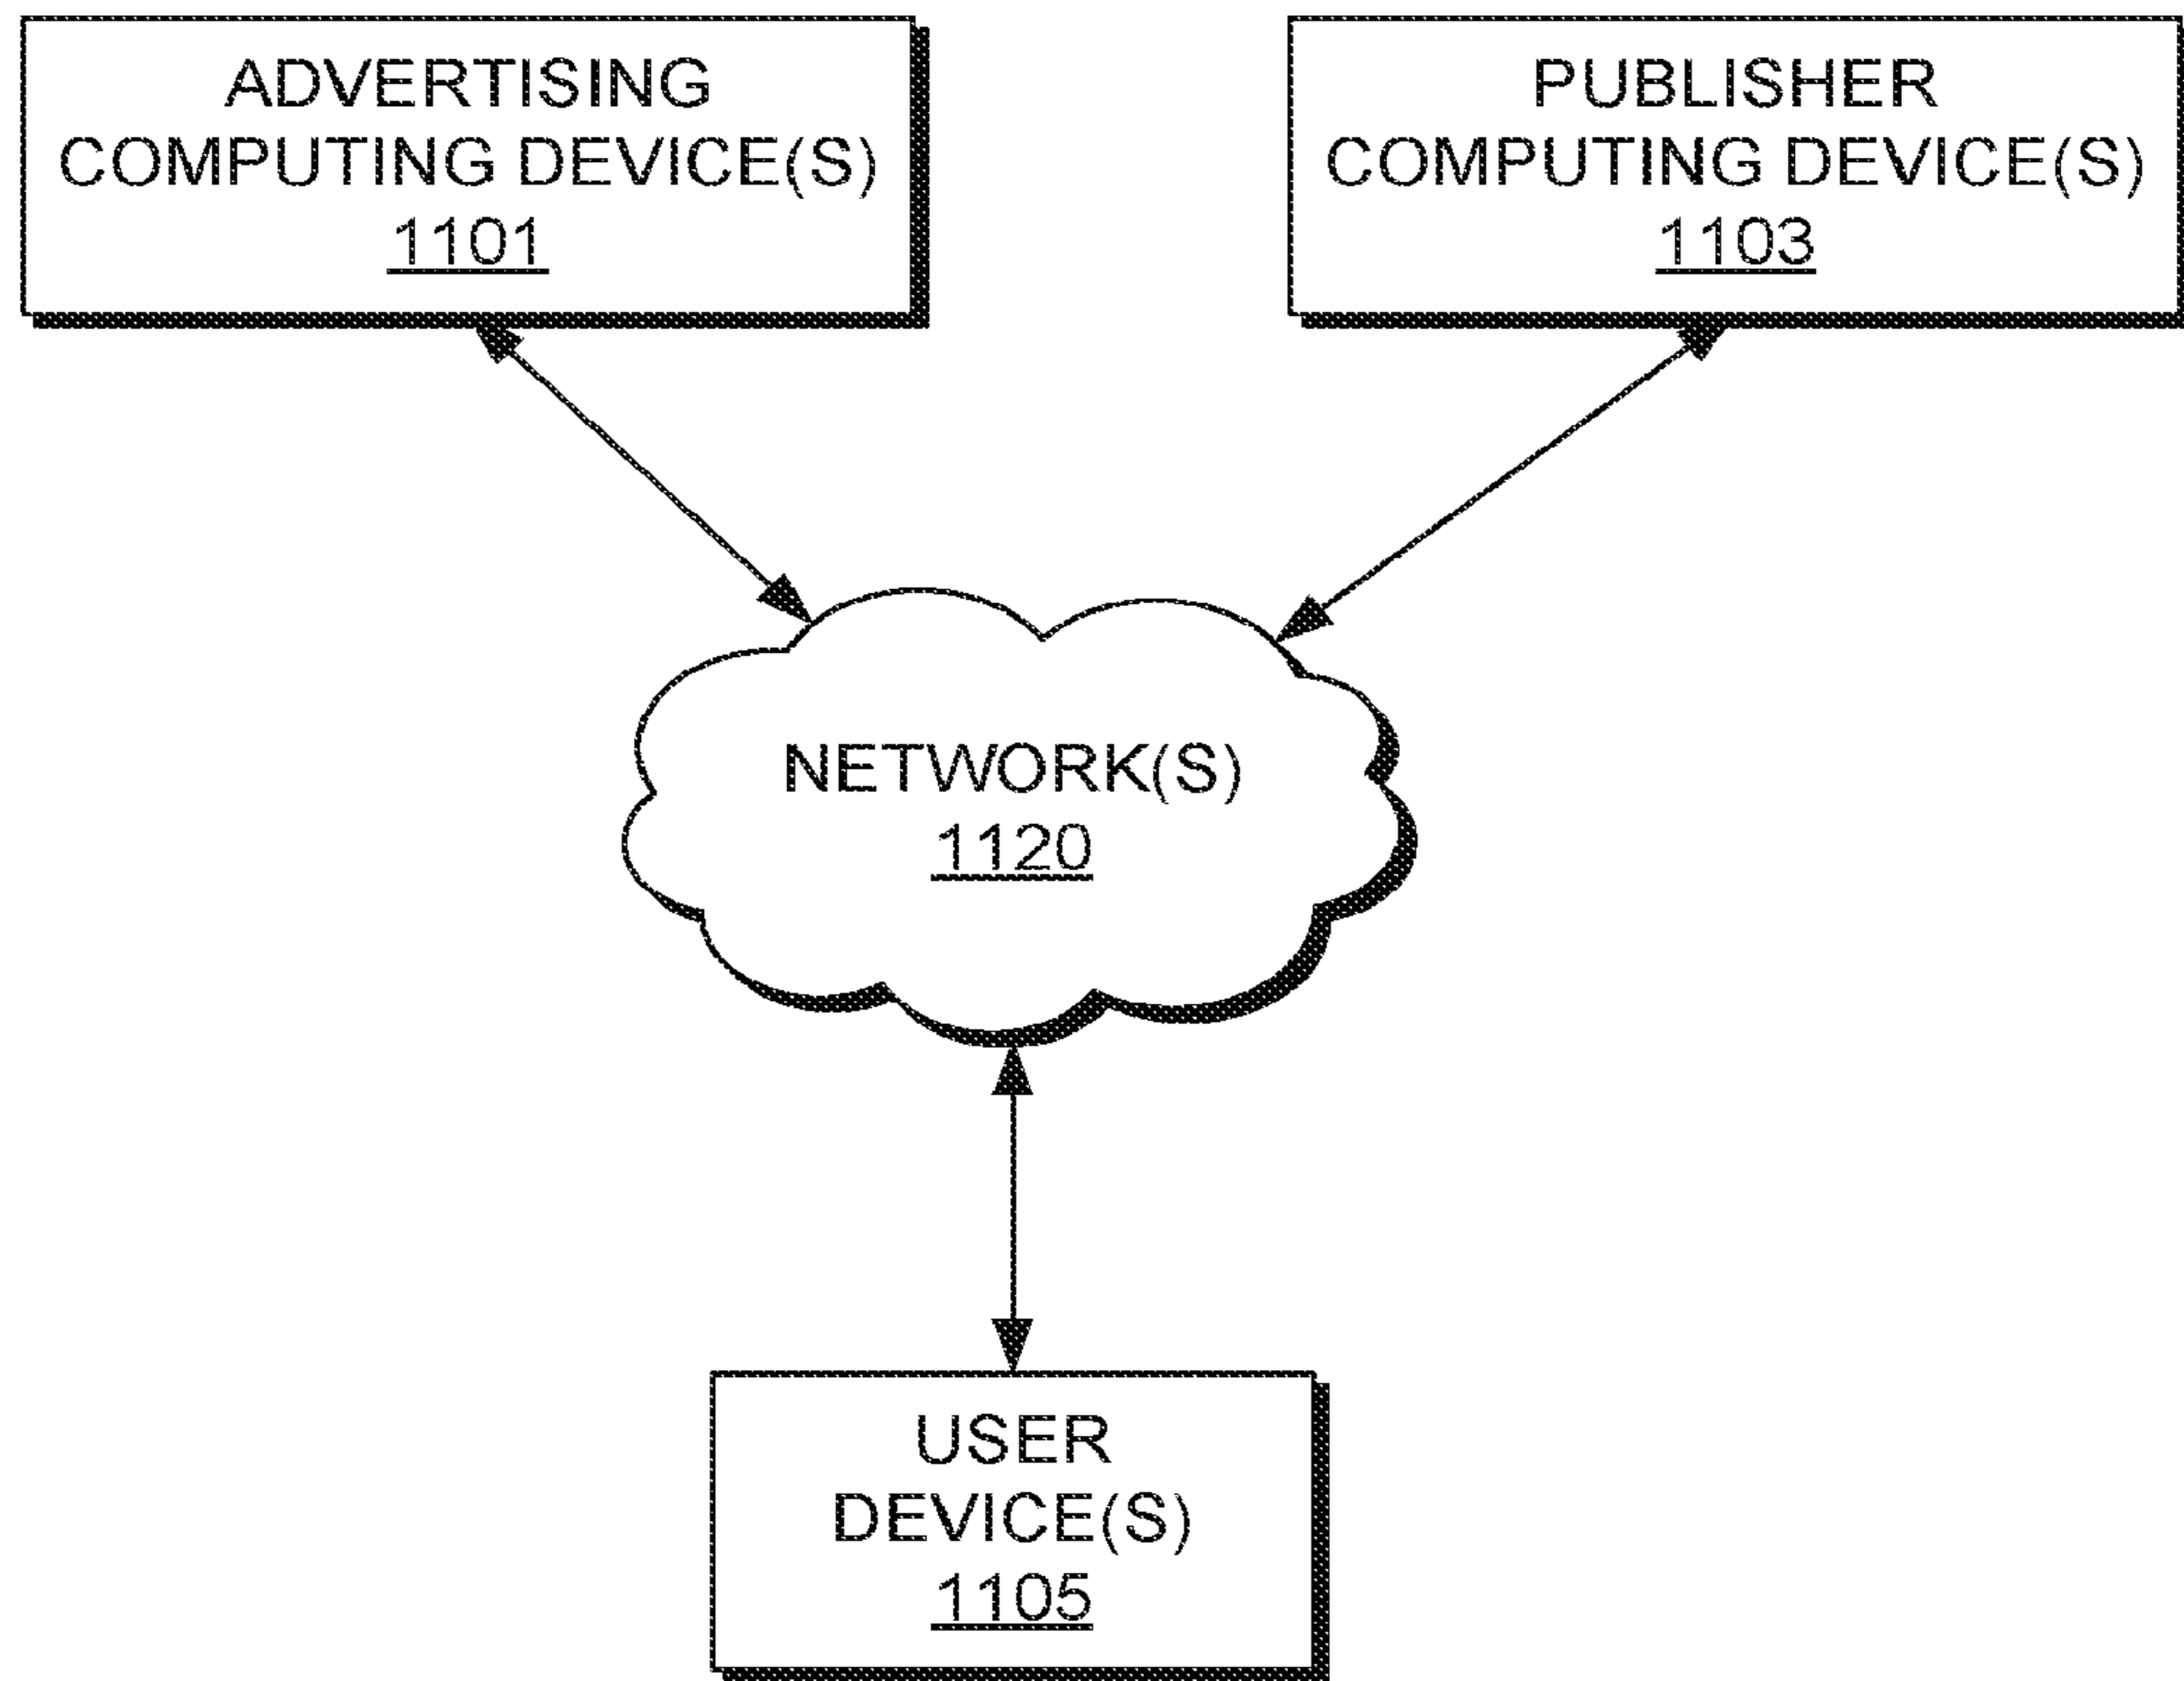 ADVERTISING
COMPUTING DEVICE(S)
1101
PUBLISHER
COMPUTING DEVICE(S)
1103
NETWORK(S)
1120
USER
DEVICE(S)
1105